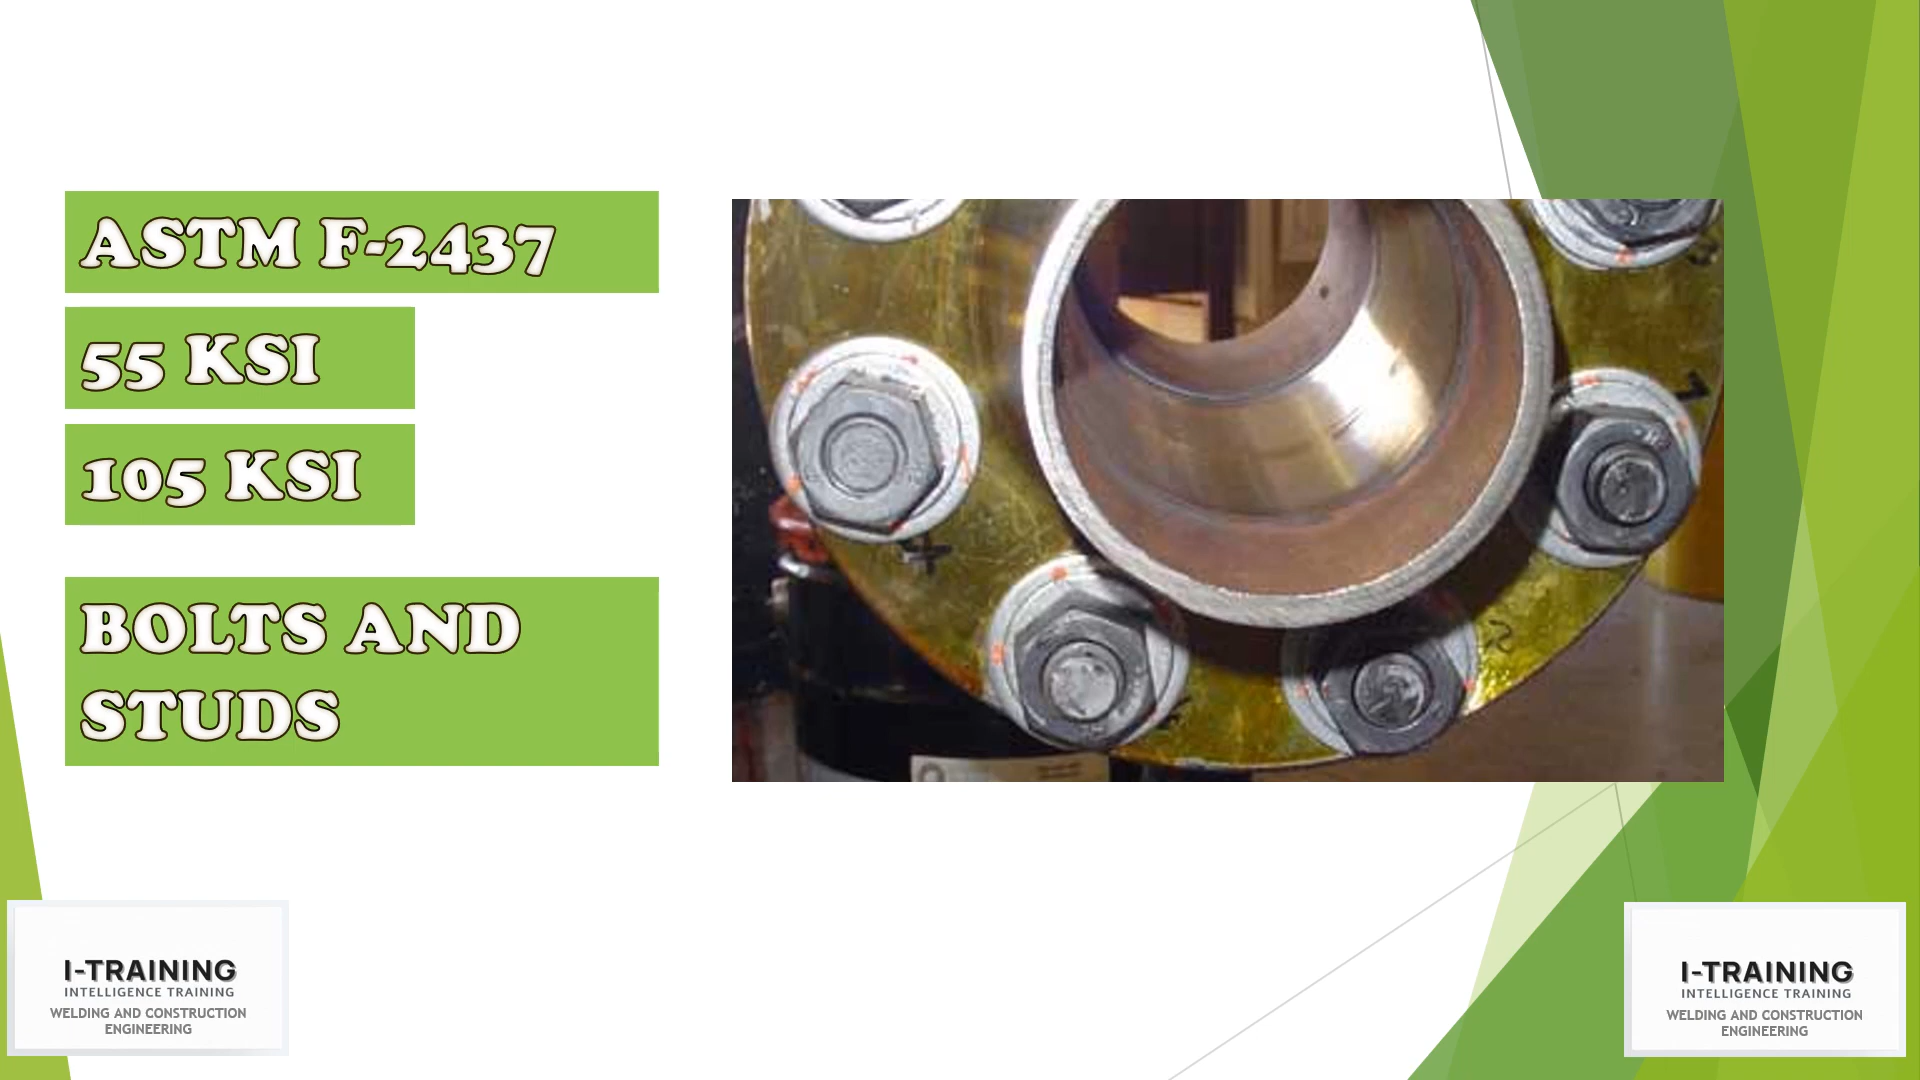 ASTM F-2437
55 KSI
105 KSI
BOLTS AND
STUDS
I-TRAINING
INTELLIGENCE TRAINING
WELDING AND CONSTRUCTION
ENGINEERING
I-TRAINING
INTELLIGENCE TRAINING
WELDING AND CONSTRUCTION
ENGINEERING